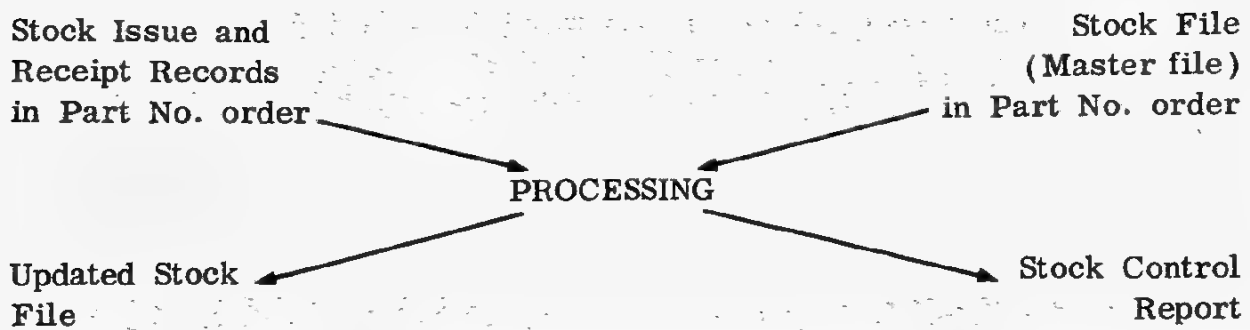 Stock Issue and
Receipt Records
in Part No. order
Stock File
(Master file)
in Part No. order
PROCESSING
Updated Stock
File
Stock Control
Report